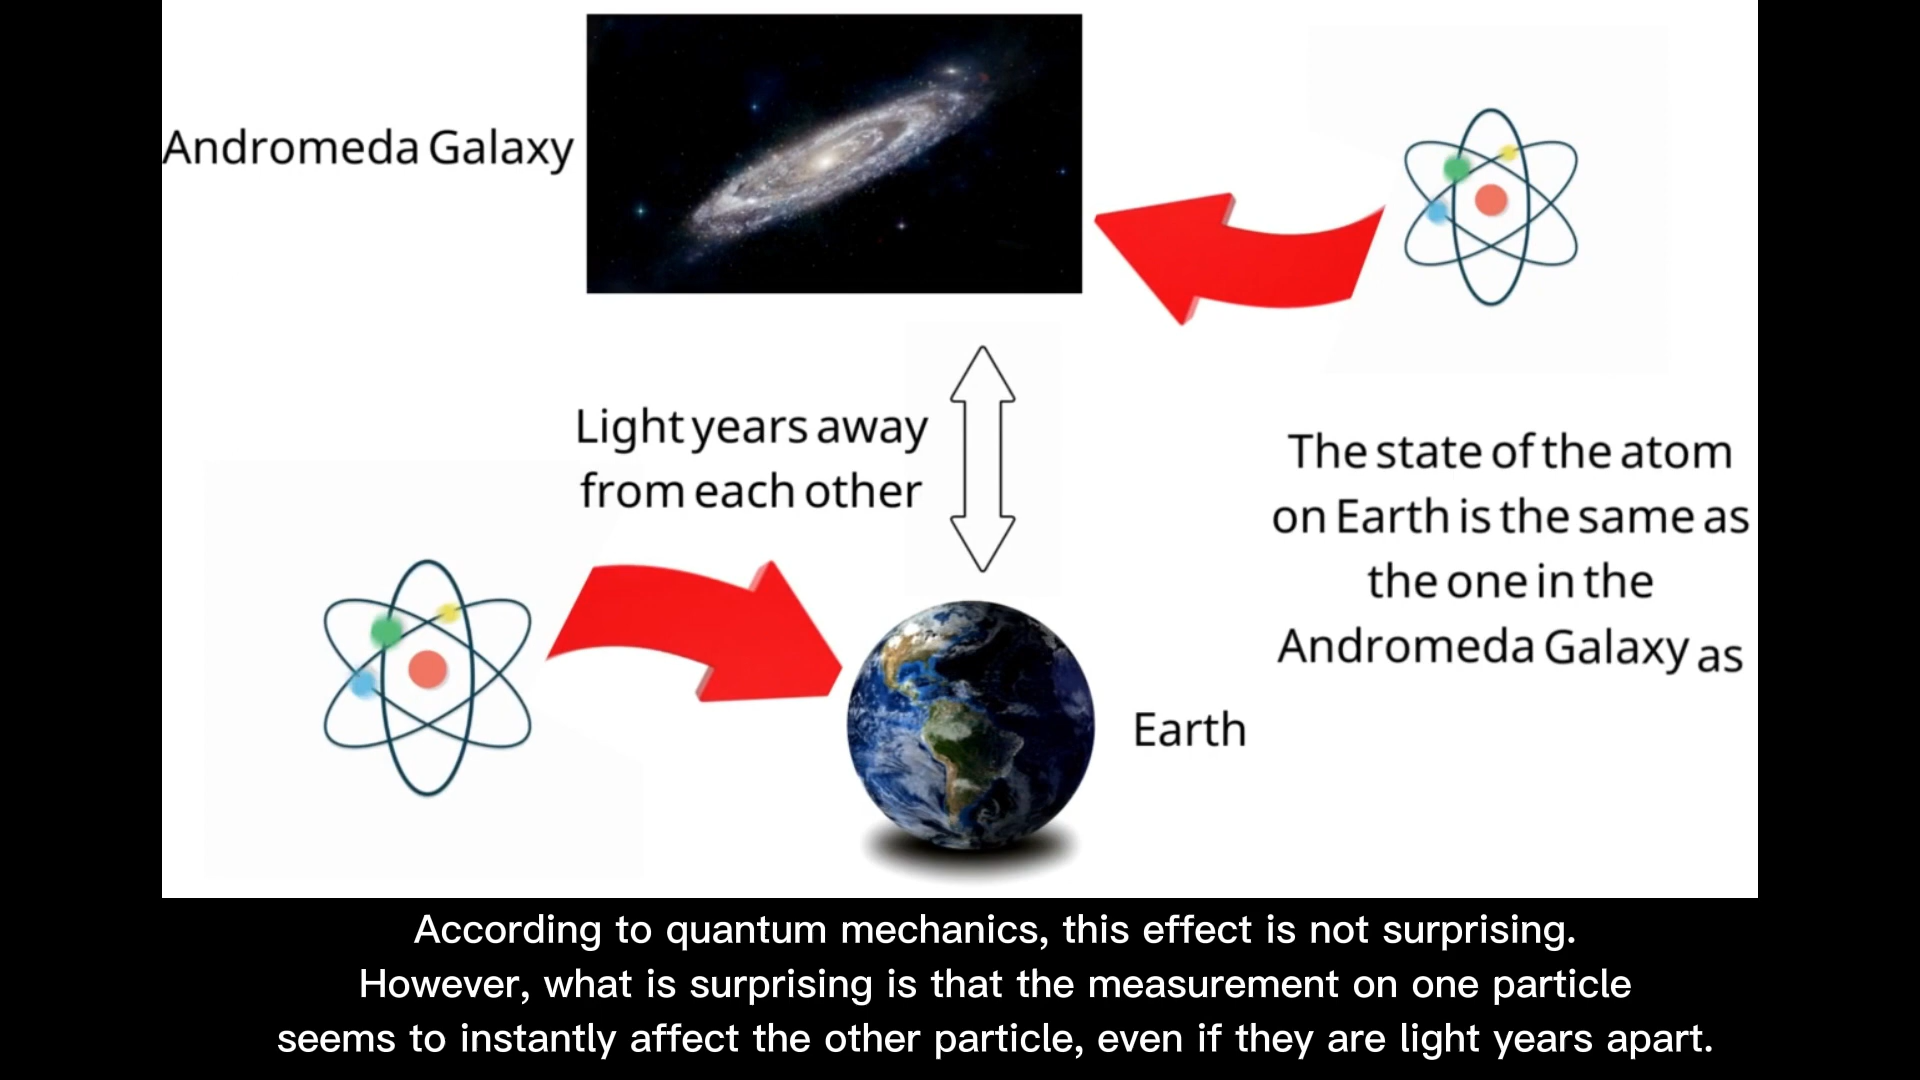 Andromeda Galaxy
Light years away
from each other
The state of the atom
on Earth is the same as
the one in the
Andromeda Galaxy as
Earth
According to quantum mechanics, this effect is not surprising.
However, what is surprising is that the measurement on one particle
seems to instantly affect the other particle, even if they are light years apart.